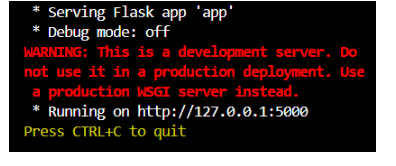 * Serving Flask app 'app'
* Debug mode: off
WARNING: This is a development server. Do
not use it in a production deployment. Use
a production WSGI server instead.
* Running on http://127.0.0.1:5000
Press CTRL+C to quit